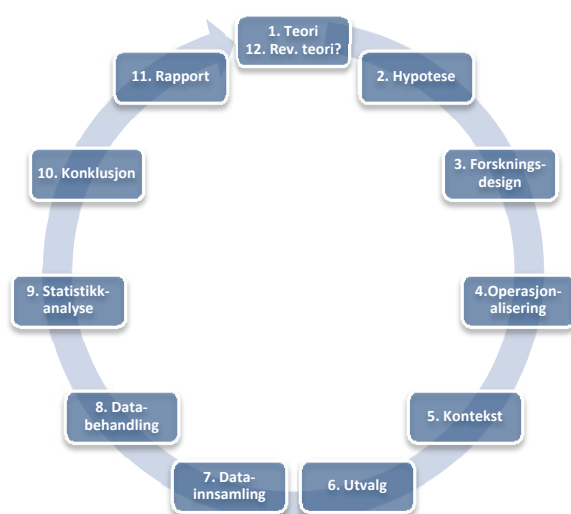 1. Teori
12. Rev. teori?
2. Hypotese
3. Forsknings-
design
4.Operasjon-
alisering
5. Kontekst
6. Utvalg
7. Data-
innsamling
8. Data-
behandling
9. Statistikk-
analyse
10. Konklusjon
11. Rapport